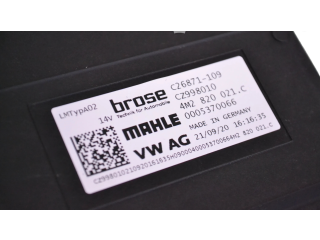 LMTypA02
14V
brose
Technik für Automobile
C26871-109
CZ998010
4M2 820 021.C
0005370066
MAHLE
MADE IN GERMANY
VW AG
21/09/20 16:16:35